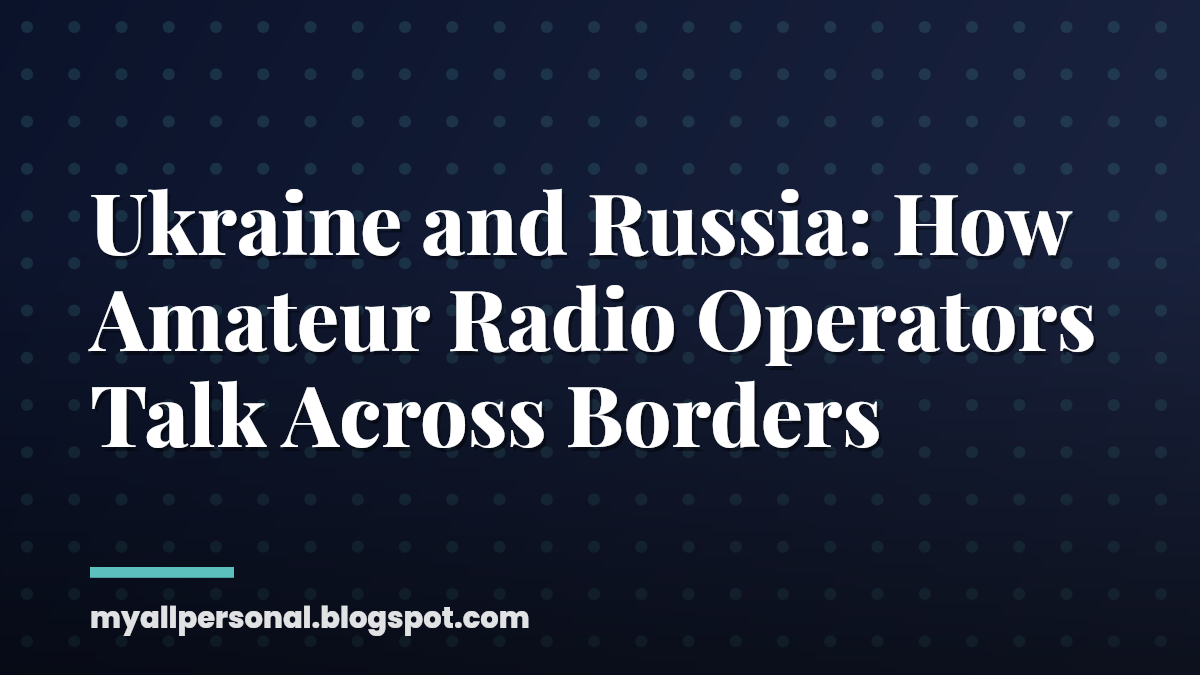 Ukraine and Russia: How
Amateur Radio Operators
Talk Across Borders
myallpersonal.blogspot.com